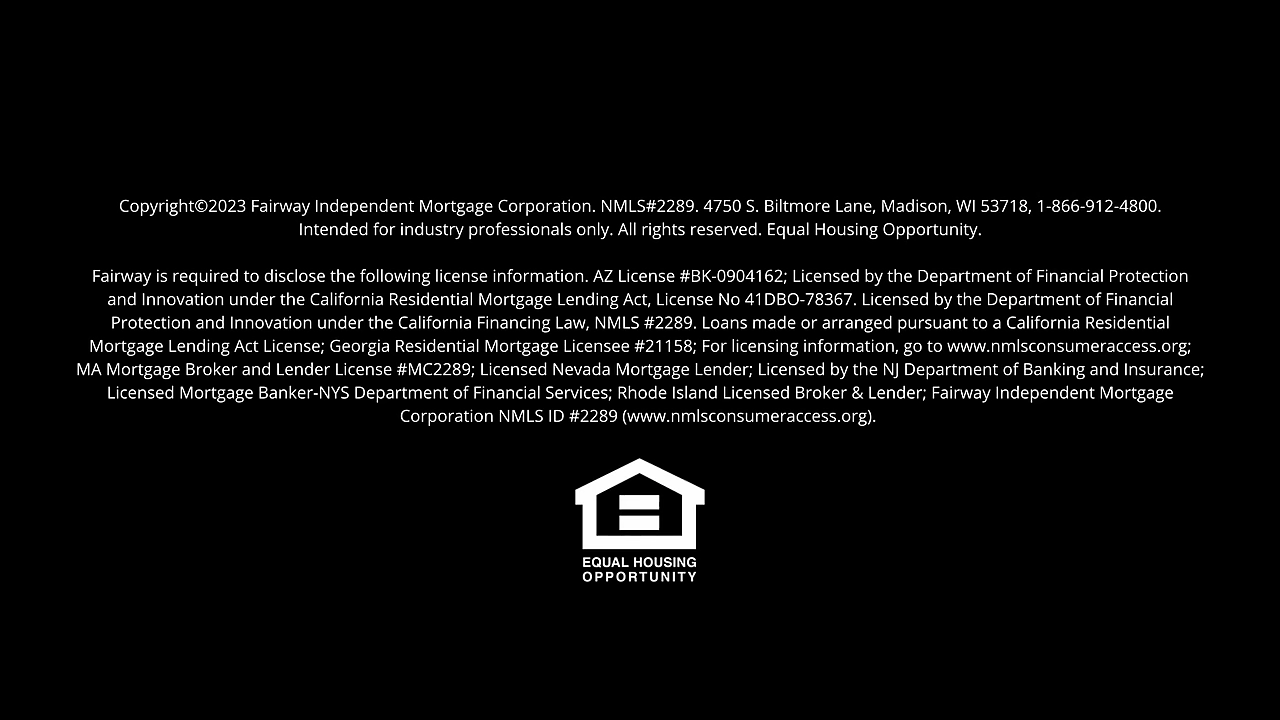 Copyright©2023 Fairway Independent Mortgage Corporation. NMLS#2289. 4750 S. Biltmore Lane, Madison, WI 53718, 1-866-912-4800.
Intended for industry professionals only. All rights reserved. Equal Housing Opportunity.
Fairway is required to disclose the following license information. AZ License #BK-0904162; Licensed by the Department of Financial Protection
and Innovation under the California Residential Mortgage Lending Act, License No 41DBO-78367. Licensed by the Department of Financial
Protection and Innovation under the California Financing Law, NMLS #2289. Loans made or arranged pursuant to a California Residential
Mortgage Lending Act License; Georgia Residential Mortgage Licensee #21158; For licensing information, go to www.nmlsconsumeraccess.org;
MA Mortgage Broker and Lender License #MC2289; Licensed Nevada Mortgage Lender; Licensed by the NJ Department of Banking and Insurance;
Licensed Mortgage Banker-NYS Department of Financial Services; Rhode Island Licensed Broker & Lender; Fairway Independent Mortgage
Corporation NMLS ID #2289 (www.nmlsconsumeraccess.org).
EQUAL HOUSING
OPPORTUNITY